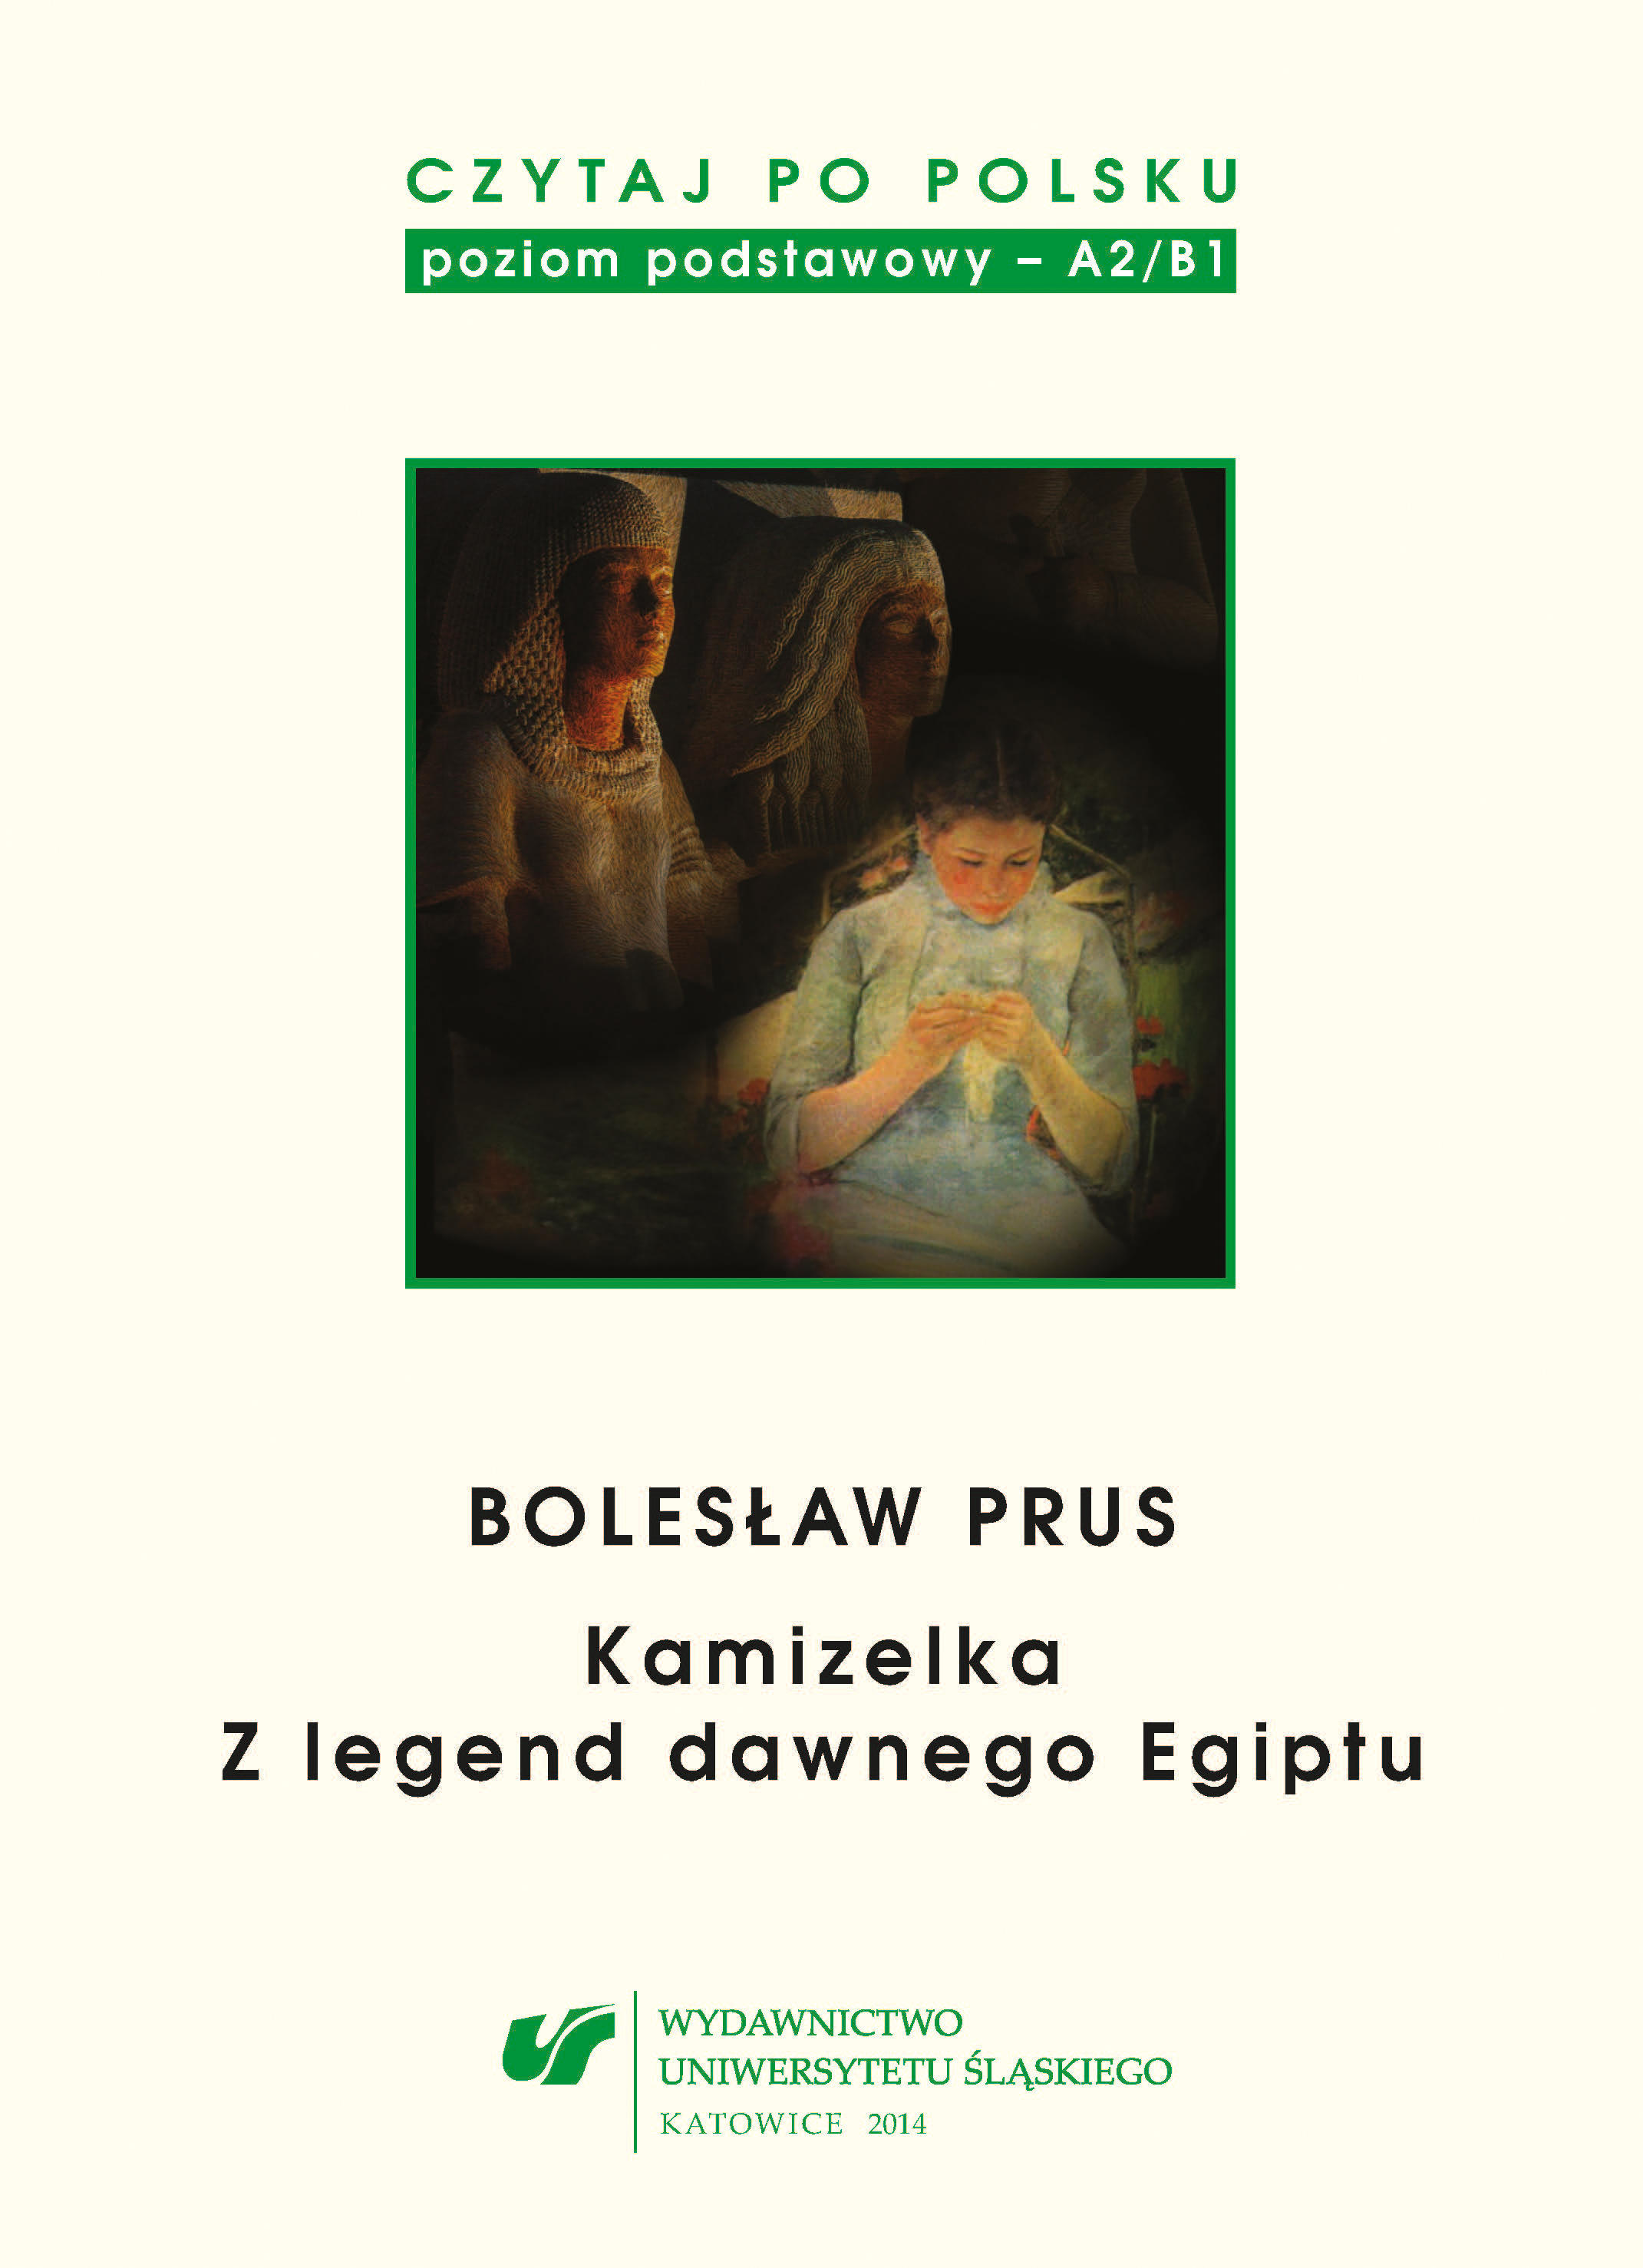 CZYTAJ PO POLSKU
poziom podstawowy – A2/B1
BOLESŁAW PRUS
Kamizelka
Z legend dawnego Egiptu
WYDAWNICTWO
UNIWERSYTETU ŚLĄSKIEGO
KATOWICE 2014